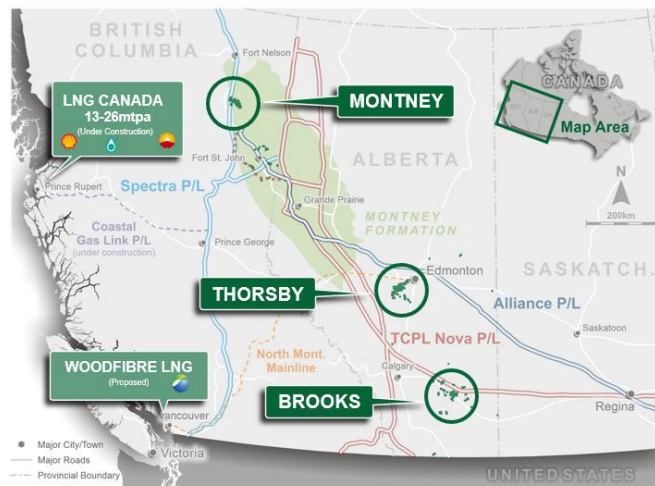 BRITISH
COLUMBIA
Fort Nelson
LNG CANADA
13-26mtpa
(Under Construction)
MONTNEY
CANADA
Map Area
Fort St. John
ALBERTA
N
200km
Prince Rupert
Spectra P/L
Grande Prairie
Coastal
Gas Link P/L
(under construction)
Prince George
MONTNEY
FORMATION
SASKATCH.
THORSBY
Edmonton
Alliance P/L
Saskatoon
TCPL Nova P/L
WOODFIBRE LNG
(Proposed)
North Mont.
Mainline
Calgary
BROOKS
Regina
Vancouver
Major City/Town
Major Roads
Provincial Boundary
Victoria
UNITED STATES